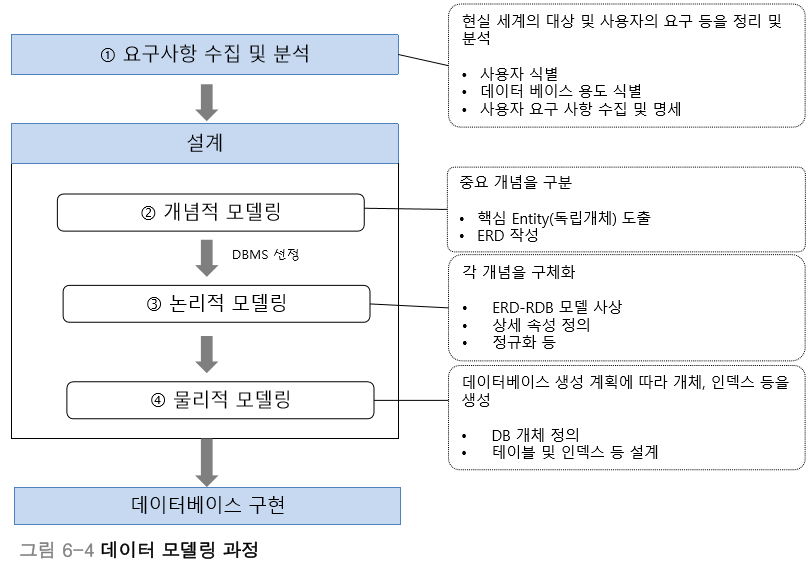 ① 요구사항 수집 및 분석
현실 세계의 대상 및 사용자의 요구 등을 정리 및
분석
• 사용자 식별
• 데이터 베이스 용도 식별
• 사용자 요구 사항 수집 및 명세
설계
② 개념적 모델링
중요 개념을 구분
• 핵심 Entity(독립개체) 도출
• ERD 작성
DBMS 선정
③ 논리적 모델링
각 개념을 구체화
• ERD-RDB 모델 사상
• 상세 속성 정의
• 정규화 등
④ 물리적 모델링
데이터베이스 생성 계획에 따라 개체, 인덱스 등을
생성
• DB 개체 정의
• 테이블 및 인덱스 등 설계
데이터베이스 구현
그림 6-4 데이터 모델링 과정